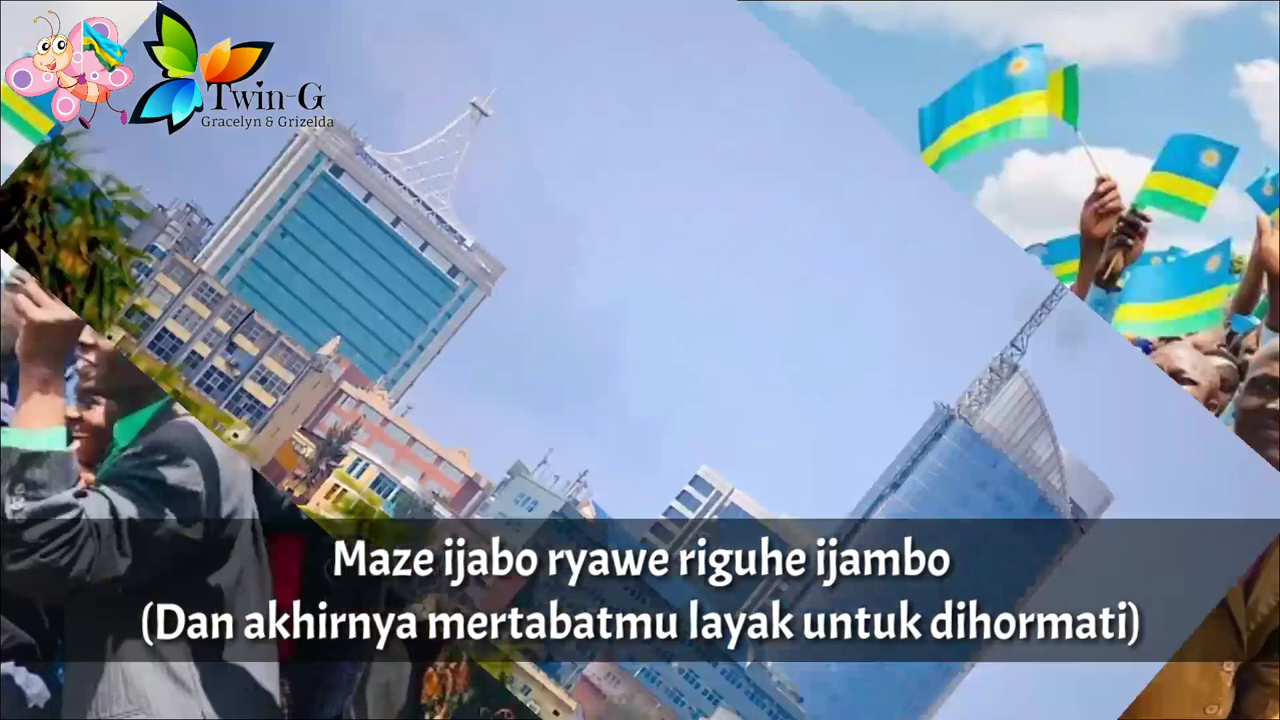 Twin-G
Gracelyn & Grizelda
Maze ijabo ryawe riguhe ijambo
(Dan akhirnya mertabatmu layak untuk dihormati)